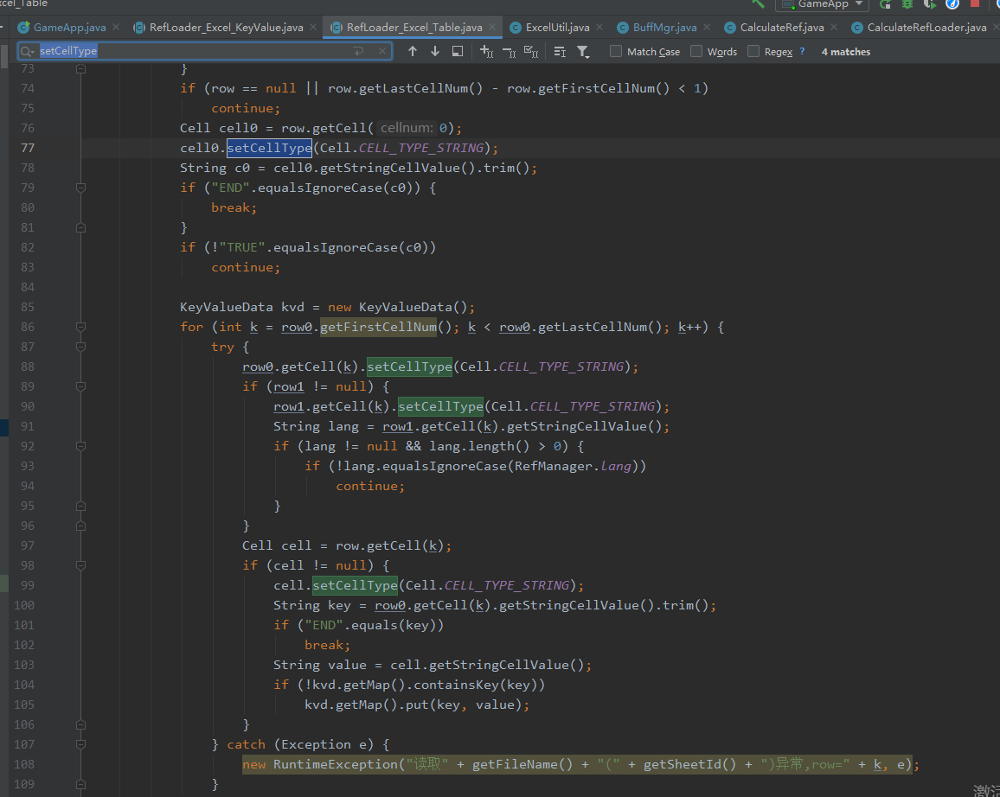 xcel_Table
GameApp
GameApp.java RefLoader_Excel_KeyValue.java RefLoader_Excel_Table.java ExcelUtil.java BuffMgr.java CalculateRef.java CalculateRefLoader.java
setCellType Match Case Words Regex ? 4 matches
73 }
74 if (row == null || row.getLastCellNum() - row.getFirstCellNum() < 1)
75 continue;
76 Cell cell0 = row.getCell( cellnum: 0);
77 cell0.setCellType(Cell.CELL_TYPE_STRING);
78 String c0 = cell0.getStringCellValue().trim();
79 if ("END".equalsIgnoreCase(c0)) {
80 break;
81 }
82 if (!"TRUE".equalsIgnoreCase(c0))
83 continue;
84
85 KeyValueData kvd = new KeyValueData();
86 for (int k = row0.getFirstCellNum(); k < row0.getLastCellNum(); k++) {
87 try {
88 row0.getCell(k).setCellType(Cell.CELL_TYPE_STRING);
89 if (row1 != null) {
90 row1.getCell(k).setCellType(Cell.CELL_TYPE_STRING);
91 String lang = row1.getCell(k).getStringCellValue();
92 if (lang != null && lang.length() > 0) {
93 if (!lang.equalsIgnoreCase(RefManager.lang))
94 continue;
95 }
96 }
97 Cell cell = row.getCell(k);
98 if (cell != null) {
99 cell.setCellType(Cell.CELL_TYPE_STRING);
100 String key = row0.getCell(k).getStringCellValue().trim();
101 if ("END".equals(key))
102 break;
103 String value = cell.getStringCellValue();
104 if (!kvd.getMap().containsKey(key))
105 kvd.getMap().put(key, value);
106 }
107 } catch (Exception e) {
108 new RuntimeException("读取" + getFileName() + "(" + getSheetId() + ")异常,row=" + k, e);
109 }
激活